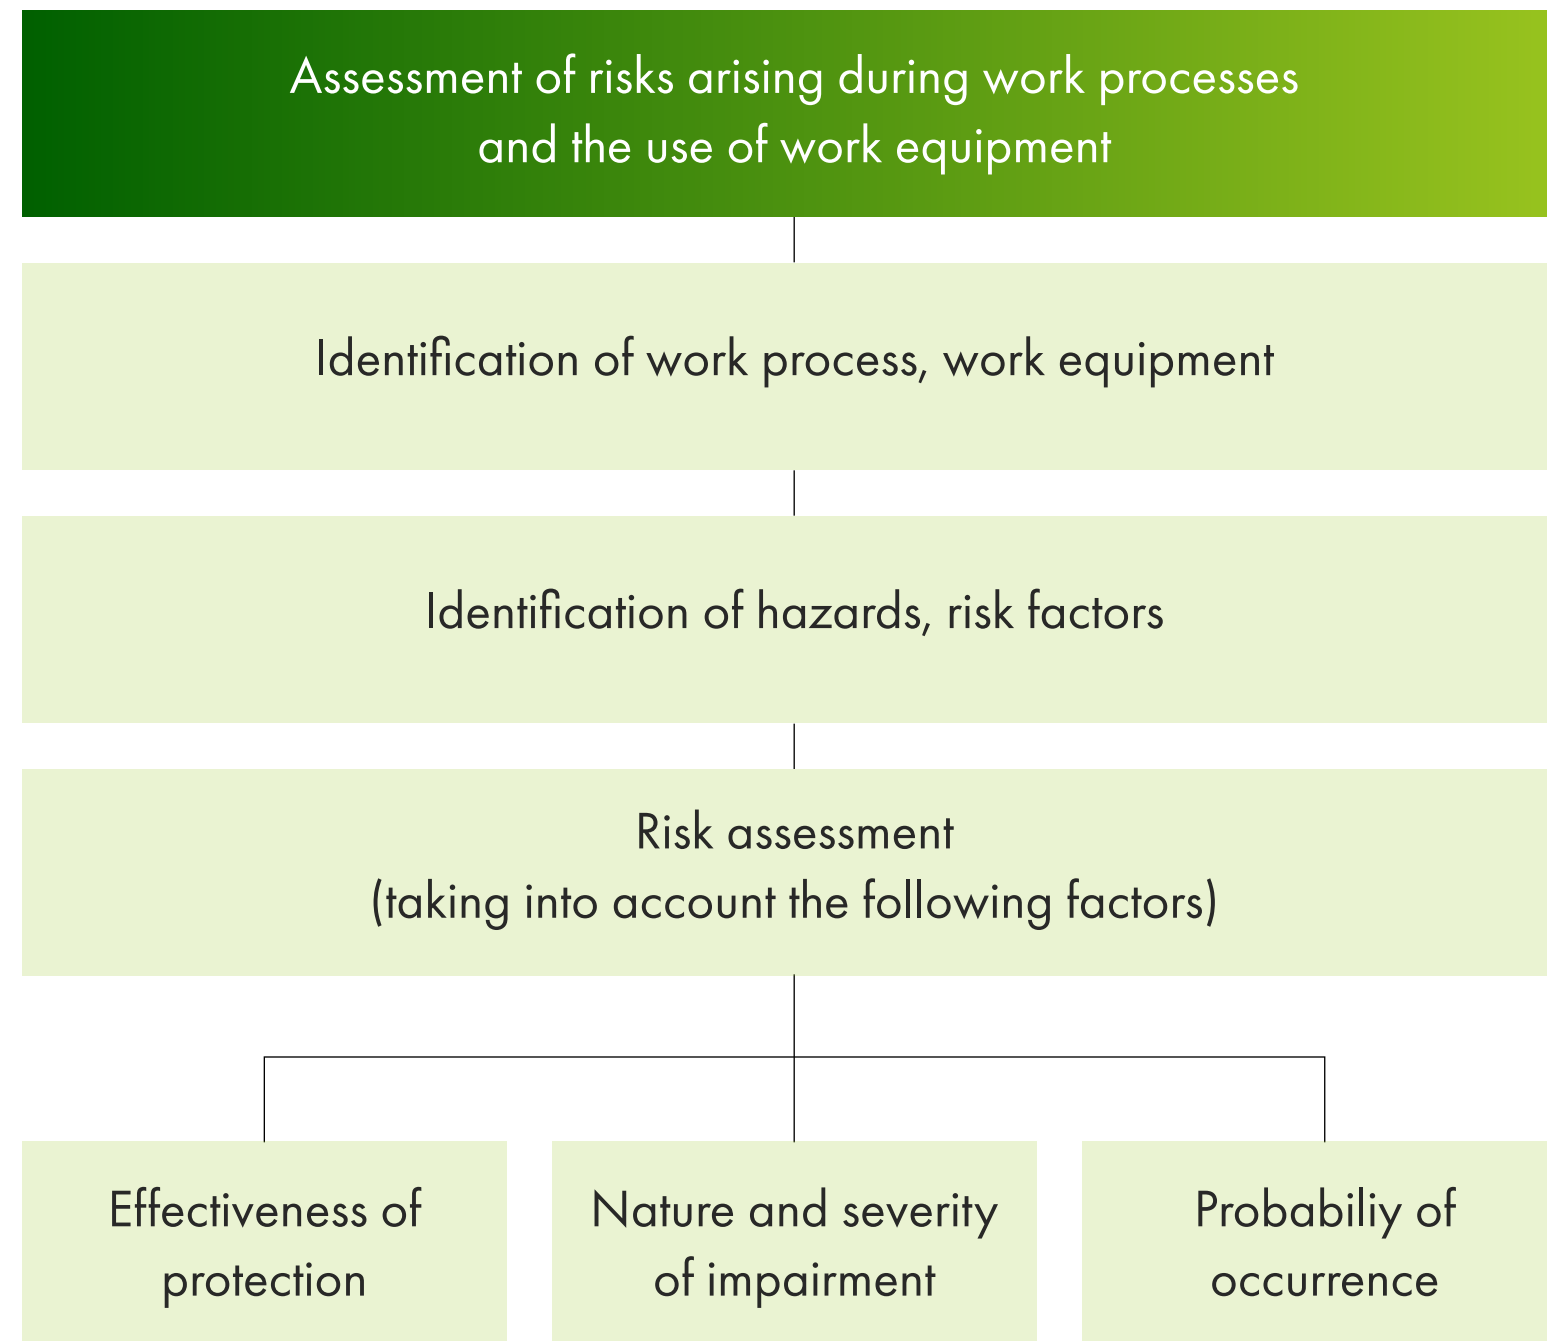 Assessment of risks arising during work processes
and the use of work equipment
Identification of work process, work equipment
Identification of hazards, risk factors
Risk assessment
(taking into account the following factors)
Effectiveness of
protection
Nature and severity
of impairment
Probabiliy of
occurrence